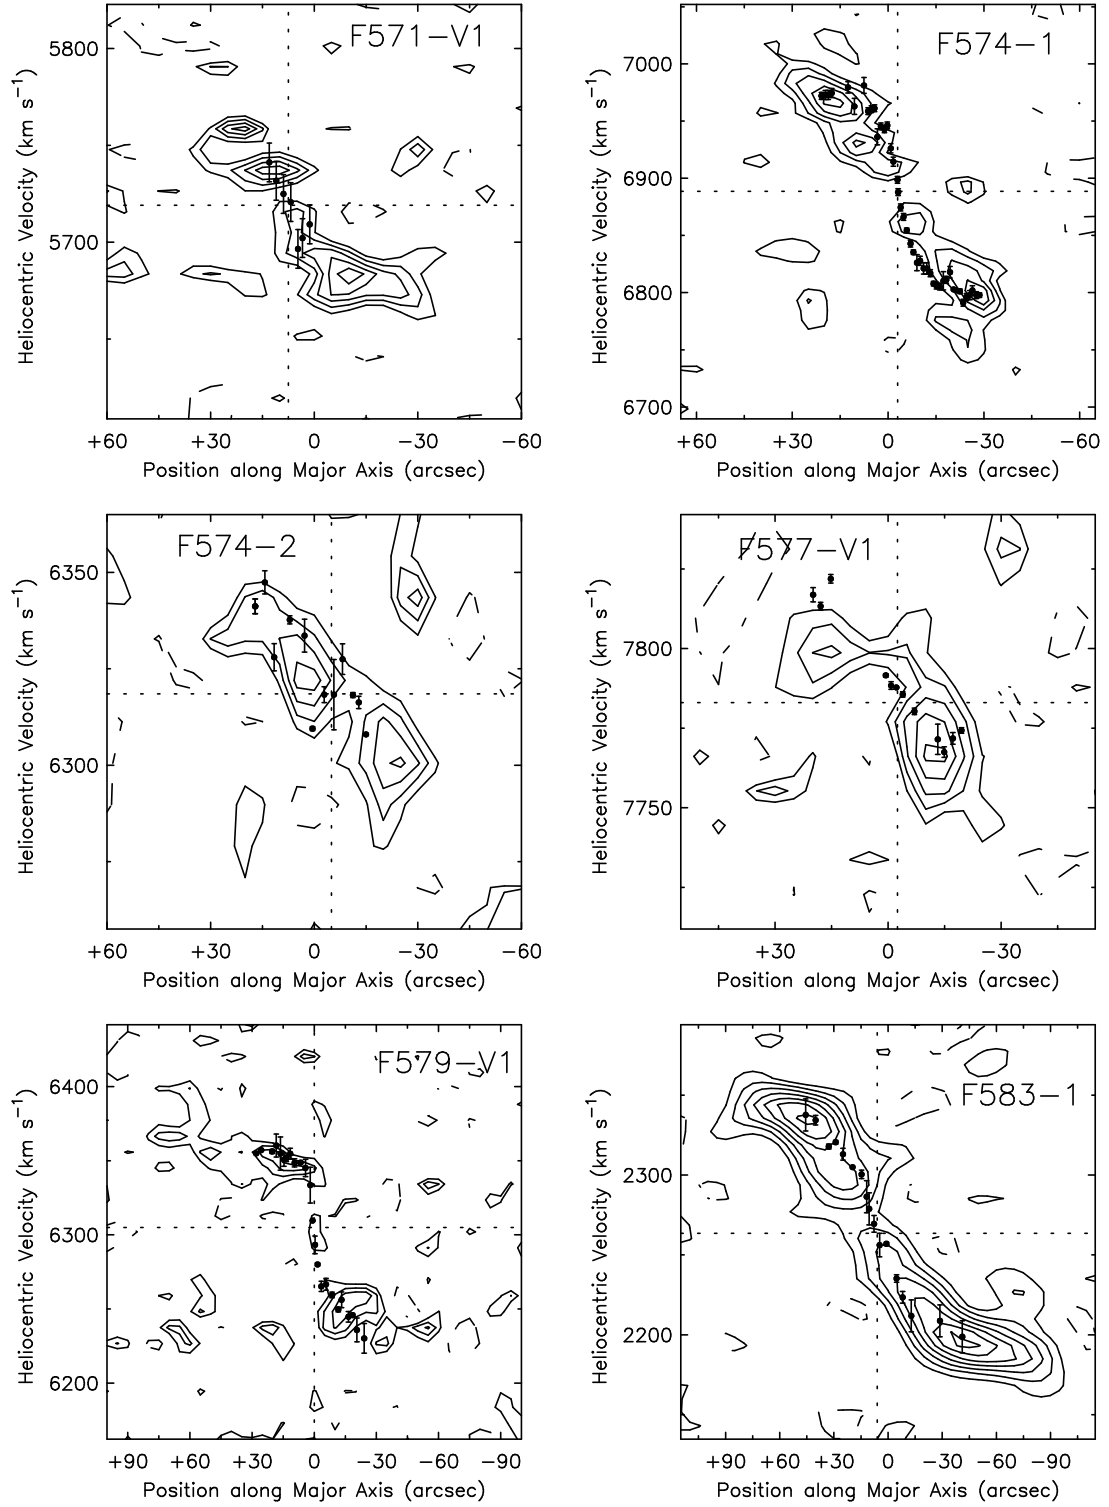 F571−V1
5800
5700
Heliocentric Velocity (km s⁻¹)
+60 +30 0 −30 −60
Position along Major Axis (arcsec)
F574−1
7000
6900
6800
6700
Heliocentric Velocity (km s⁻¹)
+60 +30 0 −30 −60
Position along Major Axis (arcsec)
F574−2
6350
6300
Heliocentric Velocity (km s⁻¹)
+60 +30 0 −30 −60
Position along Major Axis (arcsec)
F577−V1
7800
7750
Heliocentric Velocity (km s⁻¹)
+30 0 −30
Position along Major Axis (arcsec)
F579−V1
6400
6300
6200
Heliocentric Velocity (km s⁻¹)
+90 +60 +30 0 −30 −60 −90
Position along Major Axis (arcsec)
F583−1
2300
2200
Heliocentric Velocity (km s⁻¹)
+90 +60 +30 0 −30 −60 −90
Position along Major Axis (arcsec)